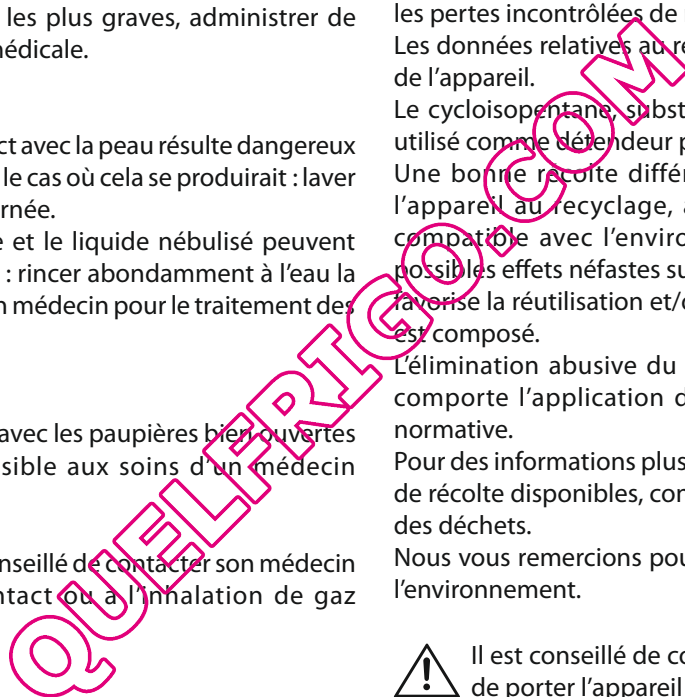 les plus graves, administrer de
médicale.
ct avec la peau résulte dangereux
le cas où cela se produirait : laver
rnée.
e et le liquide nébulisé peuvent
: rincer abondamment à l'eau la
n médecin pour le traitement des
avec les paupières bien ouvertes
sible aux soins d'un médecin
nseillé de contacter son médecin
ntact ou à l'inhalation de gaz
les pertes incontrôlées de
Les données relatives au re
de l'appareil.
Le cycloisopentane, subst
utilisé comme détendeur p
Une bonne récolte différ
l'appareil au recyclage, a
compatible avec l'enviro
possibles effets néfastes su
favorise la réutilisation et/o
est composé.
L'élimination abusive du
comporte l'application d
normative.
Pour des informations plus
de récolte disponibles, con
des déchets.
Nous vous remercions pou
l'environnement.
Il est conseillé de co
de porter l'appareil
QUELFRIGO.COM